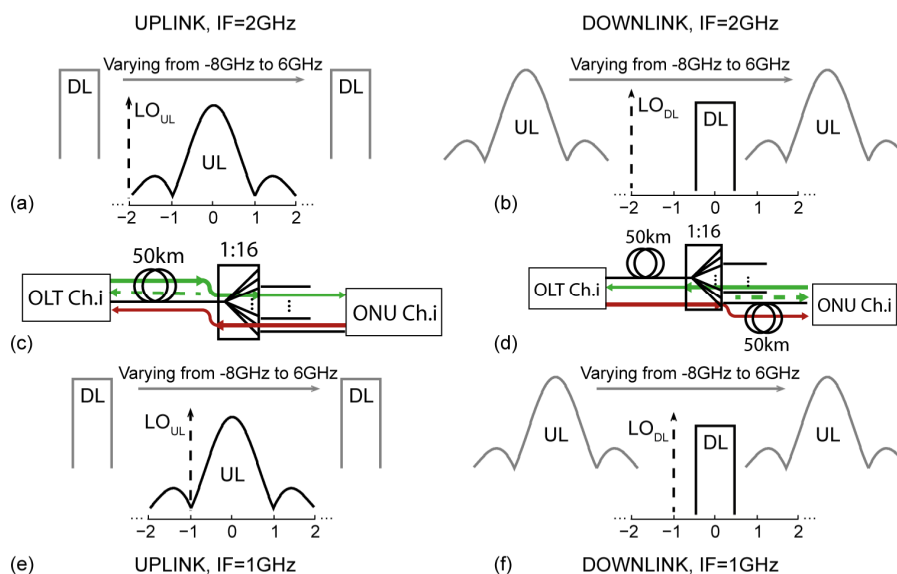 UPLINK, IF=2GHz
DOWNLINK, IF=2GHz
Varying from -8GHz to 6GHz
Varying from -8GHz to 6GHz
DL
DL
LO_UL
UL
UL
LO_DL
DL
UL
(a)
... -2 -1 0 1 2 ...
(b)
... -2 -1 0 1 2 ...
50km
1:16
50km
1:16
OLT Ch.i
ONU Ch.i
OLT Ch.i
ONU Ch.i
(c)
(d)
50km
Varying from -8GHz to 6GHz
Varying from -8GHz to 6GHz
DL
DL
LO_UL
UL
UL
LO_DL
DL
UL
-2 -1 0 1 2
... -2 -1 0 1 2 ...
(e)
UPLINK, IF=1GHz
(f)
DOWNLINK, IF=1GHz